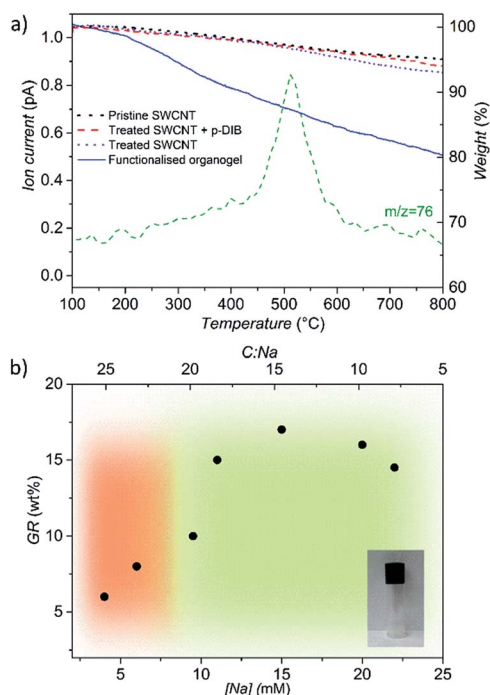 a)
1.0
0.8
0.6
0.4
0.2
0.0
Ion current (pA)
100
90
80
70
60
Weight (%)
Pristine SWCNT
Treated SWCNT + p-DIB
Treated SWCNT
Functionalised organogel
m/z=76
100 200 300 400 500 600 700 800
Temperature (°C)
b)
C:Na
25 20 15 10 5
20
15
10
5
GR (wt%)
5 10 15 20 25
[Na] (mM)